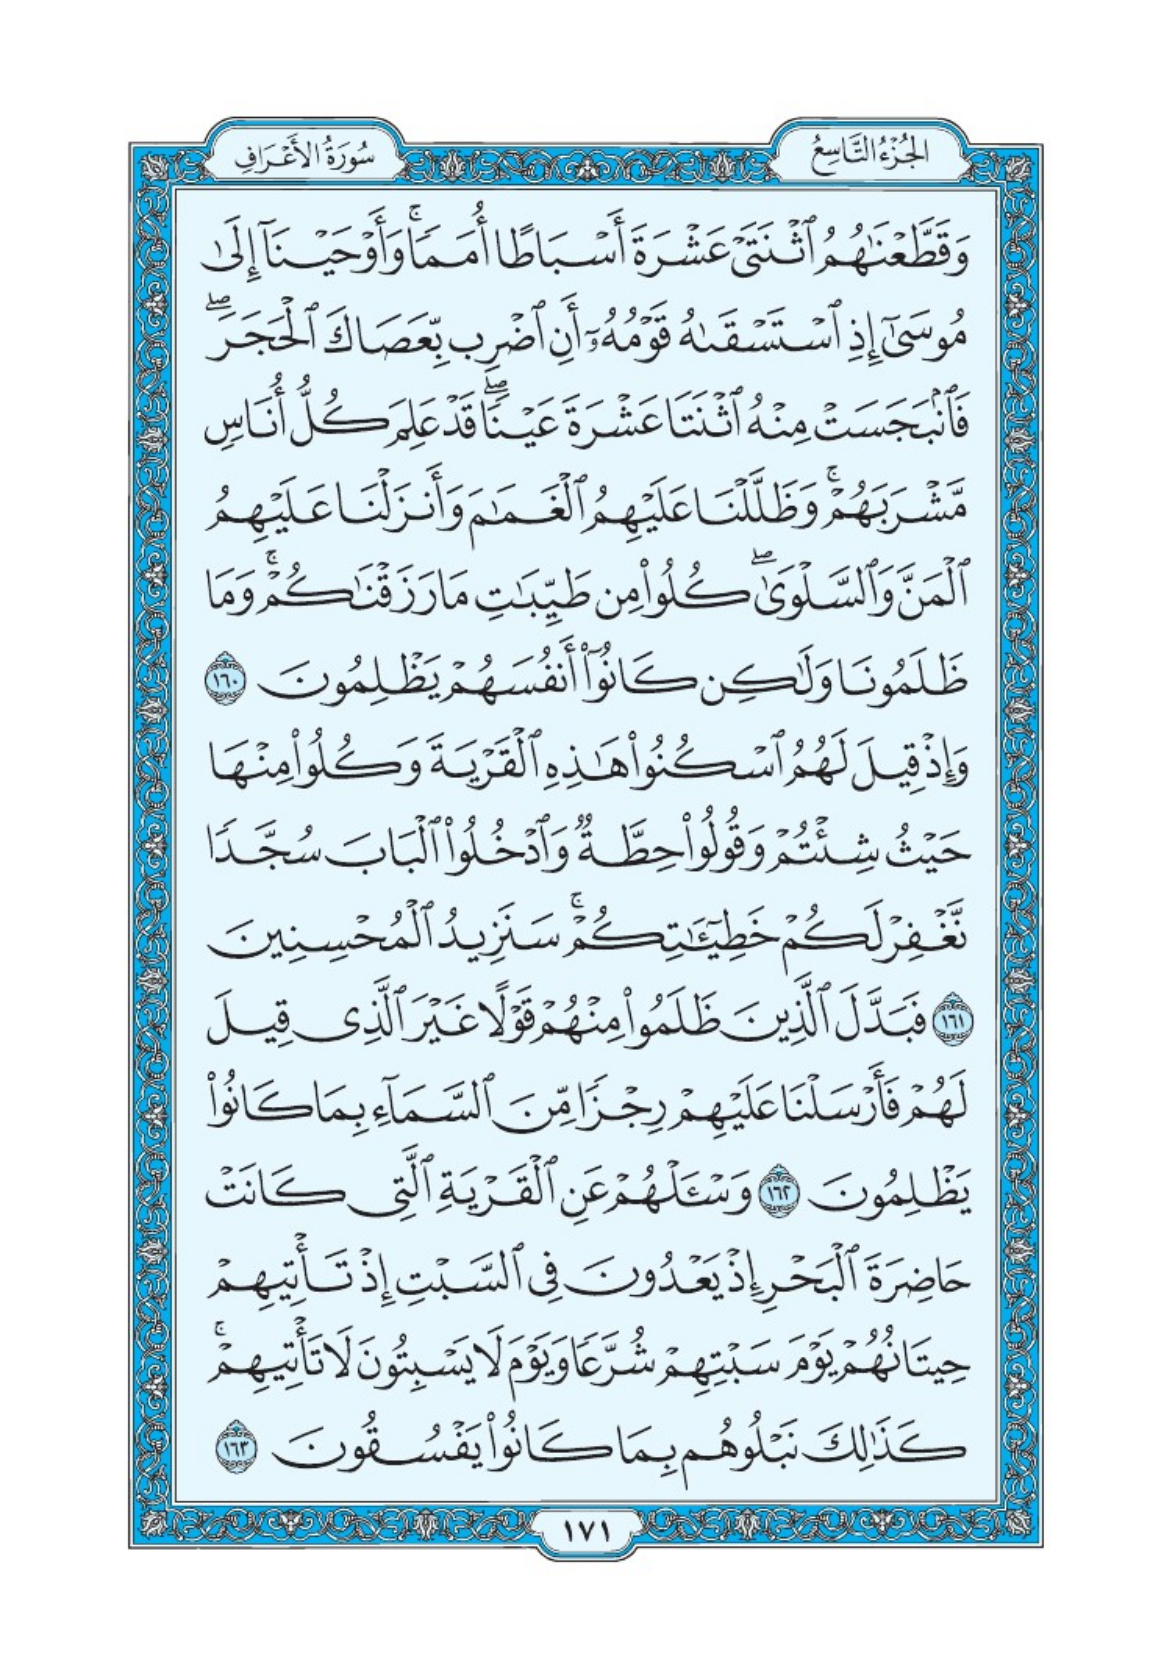 الجُزْءُ التَّاسِعُ
سُورَةُ الأَعْرَافِ
وَقَطَّعْنَٰهُمُ ٱثْنَتَىْ عَشْرَةَ أَسْبَاطًا أُمَمًاۚ وَأَوْحَيْنَآ إِلَىٰ
مُوسَىٰٓ إِذِ ٱسْتَسْقَىٰهُ قَوْمُهُۥٓ أَنِ ٱضْرِب بِّعَصَاكَ ٱلْحَجَرَۖ
فَٱنۢبَجَسَتْ مِنْهُ ٱثْنَتَا عَشْرَةَ عَيْنًاۖ قَدْ عَلِمَ كُلُّ أُنَاسٍ
مَّشْرَبَهُمْۚ وَظَلَّلْنَا عَلَيْهِمُ ٱلْغَمَٰمَ وَأَنزَلْنَا عَلَيْهِمُ
ٱلْمَنَّ وَٱلسَّلْوَىٰۖ كُلُوا۟ مِن طَيِّبَٰتِ مَا رَزَقْنَٰكُمْۚ وَمَا
ظَلَمُونَا وَلَٰكِن كَانُوٓا۟ أَنفُسَهُمْ يَظْلِمُونَ ١٦٠
وَإِذْ قِيلَ لَهُمُ ٱسْكُنُوا۟ هَٰذِهِ ٱلْقَرْيَةَ وَكُلُوا۟ مِنْهَا
حَيْثُ شِئْتُمْ وَقُولُوا۟ حِطَّةٌ وَٱدْخُلُوا۟ ٱلْبَابَ سُجَّدًا
نَّغْفِرْ لَكُمْ خَطِيٓـَٰٔتِكُمْۚ سَنَزِيدُ ٱلْمُحْسِنِينَ
١٦١ فَبَدَّلَ ٱلَّذِينَ ظَلَمُوا۟ مِنْهُمْ قَوْلًا غَيْرَ ٱلَّذِى قِيلَ
لَهُمْ فَأَرْسَلْنَا عَلَيْهِمْ رِجْزًا مِّنَ ٱلسَّمَآءِ بِمَا كَانُوا۟
يَظْلِمُونَ ١٦٢ وَسْـَٔلْهُمْ عَنِ ٱلْقَرْيَةِ ٱلَّتِى كَانَتْ
حَاضِرَةَ ٱلْبَحْرِ إِذْ يَعْدُونَ فِى ٱلسَّبْتِ إِذْ تَأْتِيهِمْ
حِيتَانُهُمْ يَوْمَ سَبْتِهِمْ شُرَّعًا وَيَوْمَ لَا يَسْبِتُونَ لَا تَأْتِيهِمْۚ
كَذَٰلِكَ نَبْلُوهُم بِمَا كَانُوا۟ يَفْسُقُونَ ١٦٣
١٧١